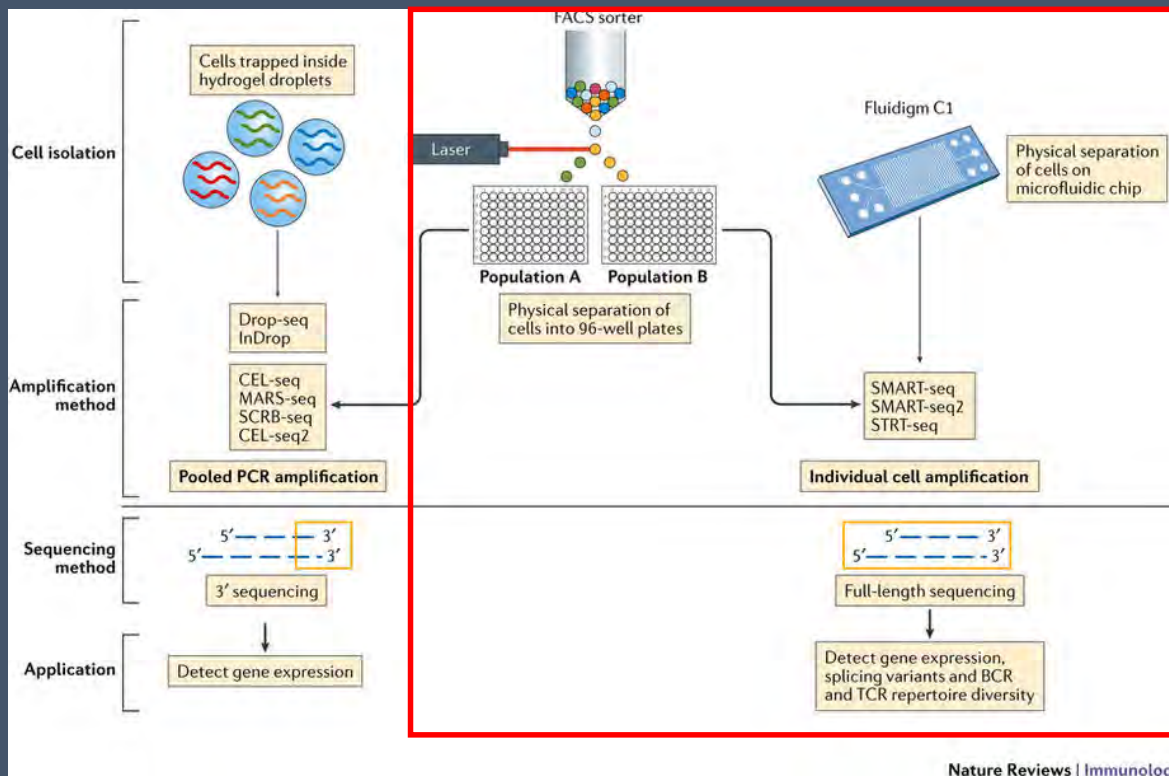 FACS sorter
Cells trapped inside
hydrogel droplets
Fluidigm C1
Cell isolation
Laser
Physical separation
of cells on
microfluidic chip
Population A
Population B
Physical separation of
cells into 96-well plates
Drop-seq
InDrop
Amplification
method
CEL-seq
MARS-seq
SCRB-seq
CEL-seq2
SMART-seq
SMART-seq2
STRT-seq
Pooled PCR amplification
Individual cell amplification
Sequencing
method
5′ 3′
5′ 3′
3′ sequencing
5′ 3′
5′ 3′
Full-length sequencing
Application
Detect gene expression
Detect gene expression,
splicing variants and BCR
and TCR repertoire diversity
Nature Reviews | Immunolog